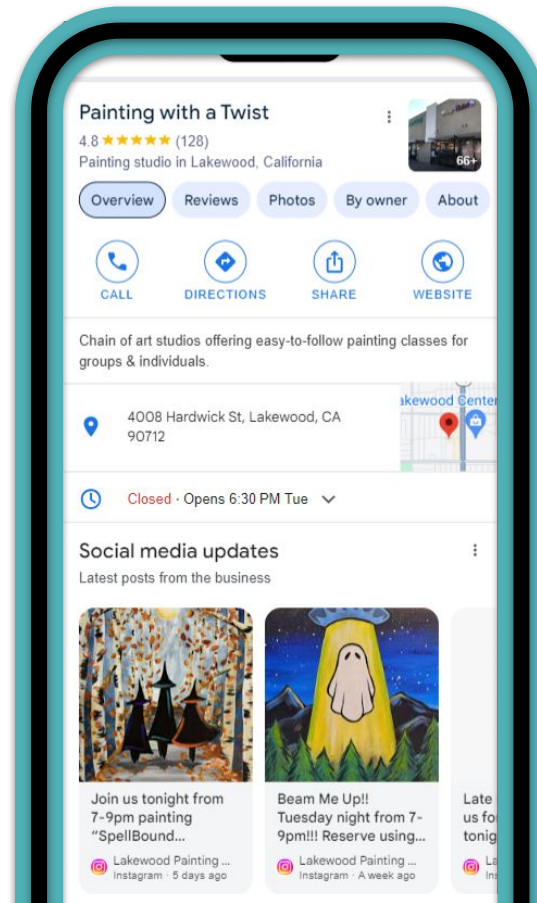 Painting with a Twist
4.8 ★★★★★ (128)
Painting studio in Lakewood, California
66+
Overview Reviews Photos By owner About
CALL DIRECTIONS SHARE WEBSITE
Chain of art studios offering easy-to-follow painting classes for
groups & individuals.
4008 Hardwick St, Lakewood, CA
90712
akewood Center
Closed · Opens 6:30 PM Tue
Social media updates
Latest posts from the business
Join us tonight from
7-9pm painting
“SpellBound...
Lakewood Painting ...
Instagram · 5 days ago
Beam Me Up!!
Tuesday night from 7-
9pm!!! Reserve using...
Lakewood Painting ...
Instagram · A week ago
Late
us fo
tonig
La
Ins